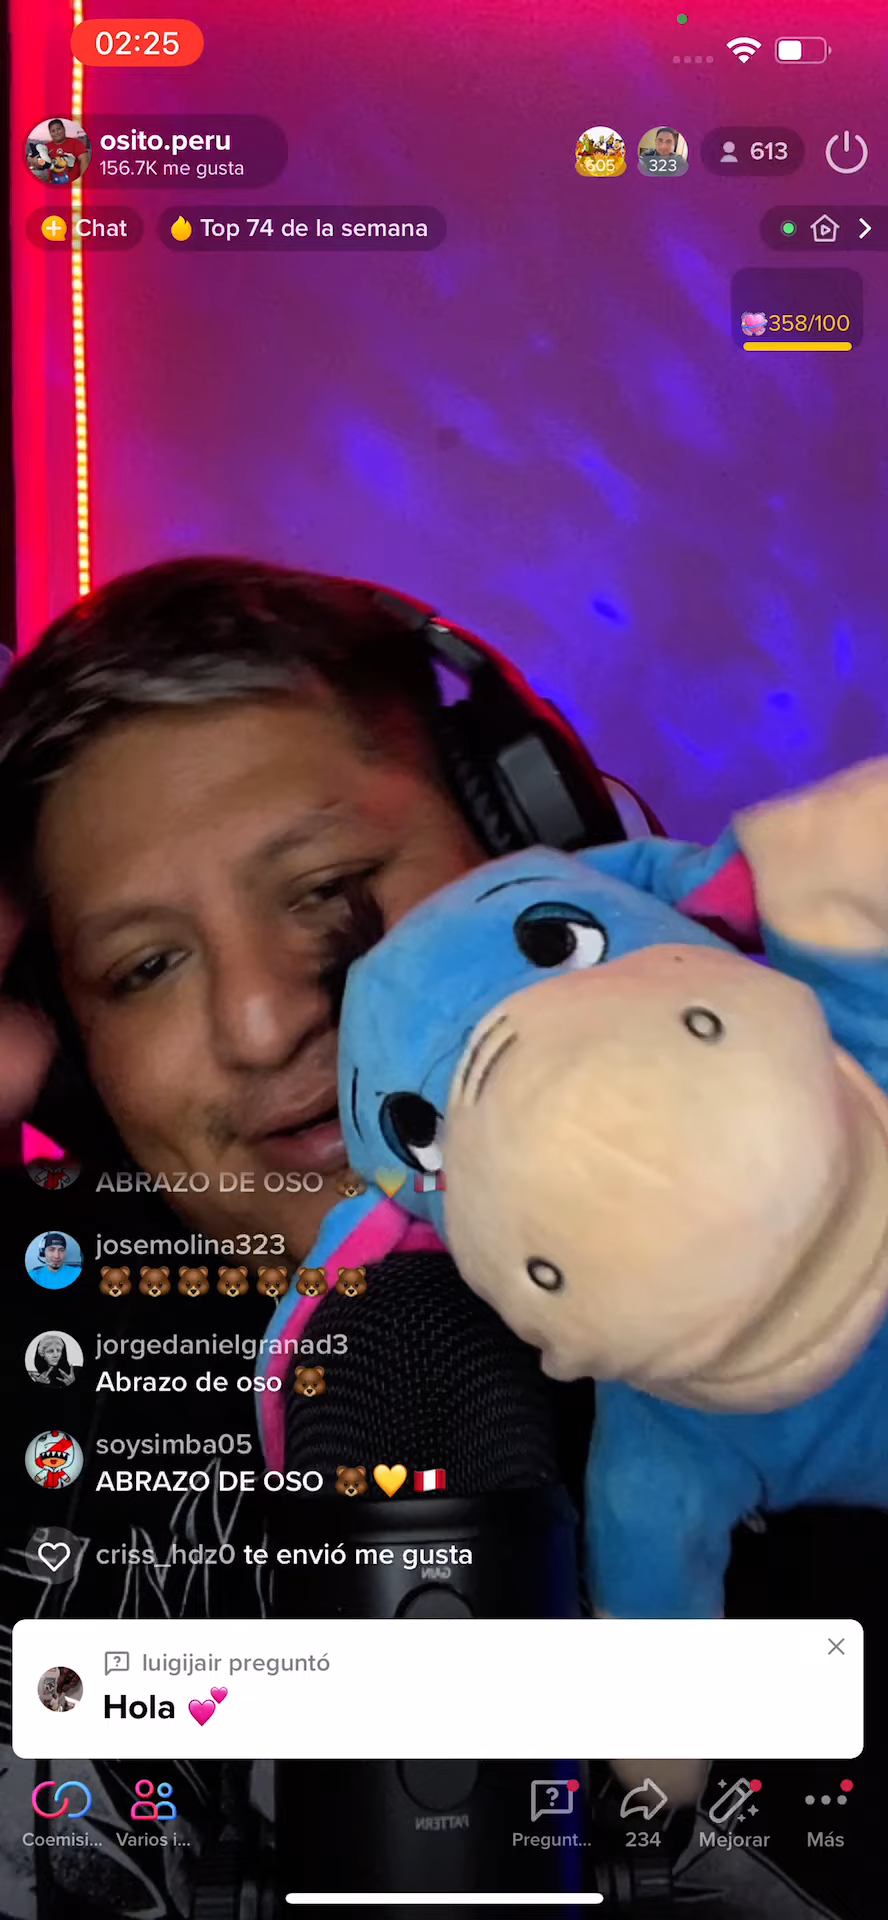 02:25
osito.peru
156.7K me gusta
605
323
613
Chat
Top 74 de la semana
358/100
ABRAZO DE OSO 🐻💛🇵🇪
josemolina323
🐻🐻🐻🐻🐻🐻🐻
jorgedanielgranad3
Abrazo de oso 🐻
soysimba05
ABRAZO DE OSO 🐻💛🇵🇪
criss_hdz0 te envió me gusta
GAIN
luigijair preguntó
Hola 💕
PATTERN
Coemisi...
Varios i...
Pregunt...
234
Mejorar
Más